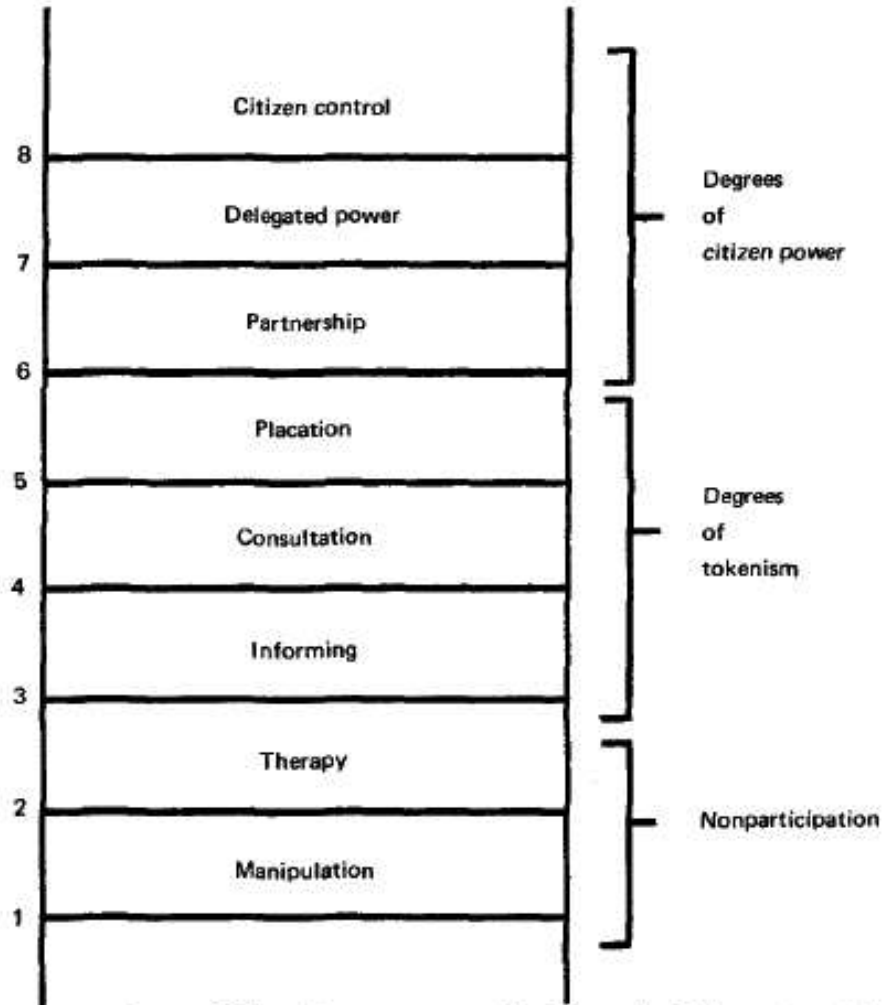 Citizen control
8
Delegated power
7
Partnership
6
Placation
5
Consultation
4
Informing
3
Therapy
2
Manipulation
1
Degrees
of
citizen power
Degrees
of
tokenism
Nonparticipation